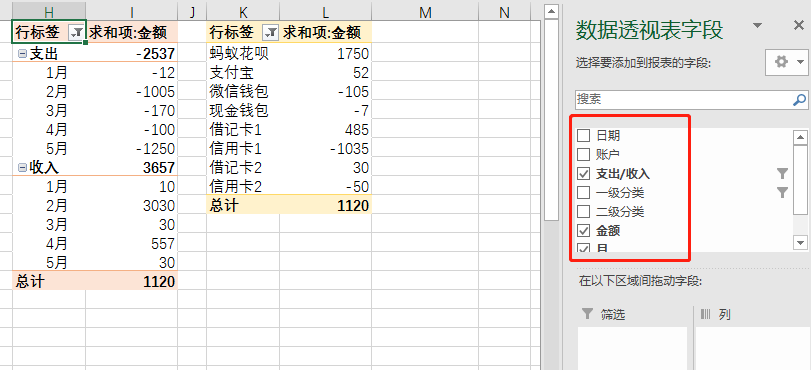 H I J K L M N
行标签 求和项:金额 行标签 求和项:金额
支出 -2537 蚂蚁花呗 1750
1月 -12 支付宝 52
2月 -1005 微信钱包 -105
3月 -170 现金钱包 -7
4月 -100 借记卡1 485
5月 -1250 信用卡1 -1035
收入 3657 借记卡2 30
1月 10 信用卡2 -50
2月 3030 总计 1120
3月 30
4月 557
5月 30
总计 1120
数据透视表字段
选择要添加到报表的字段:
搜索
日期
账户
支出/收入
一级分类
二级分类
金额
月
在以下区域间拖动字段:
筛选 列